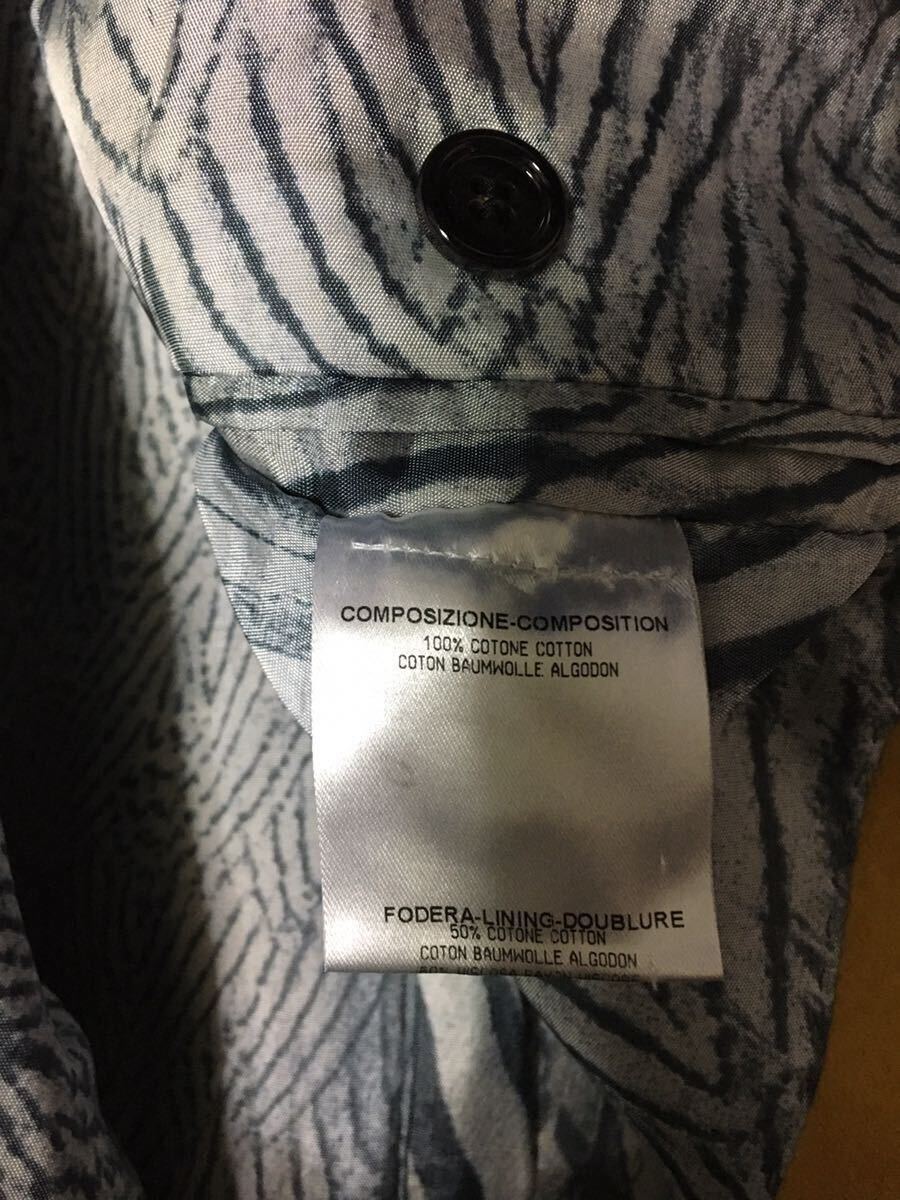 COMPOSIZIONE-COMPOSITION
100% COTONE COTTON
COTON BAUMWOLLE ALGODON
FODERA-LINING-DOUBLURE
50% COTONE COTTON
COTON BAUMWOLLE ALGODON